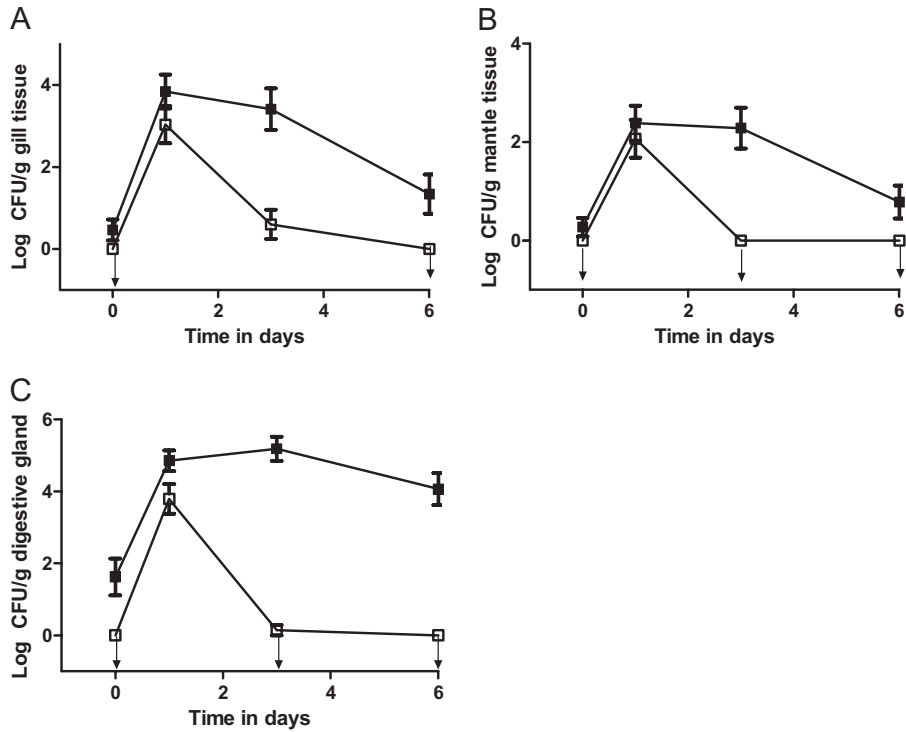 A
Log CFU/g gill tissue
4
2
0
0 2 4 6
Time in days
B
Log CFU/g mantle tissue
4
2
0
0 2 4 6
Time in days
C
Log CFU/g digestive gland
6
4
2
0
0 2 4 6
Time in days